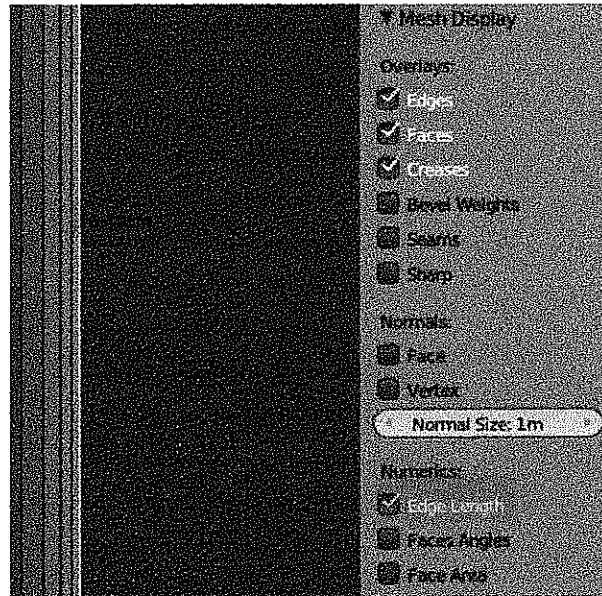 Mesh Display
Overlays:
Edges
Faces
Creases
Bevel Weights
Seams
Sharp
Normals:
Face
Vertex
Normal Size: 1m
Numerics:
Edge Length
Faces Angles
Face Area